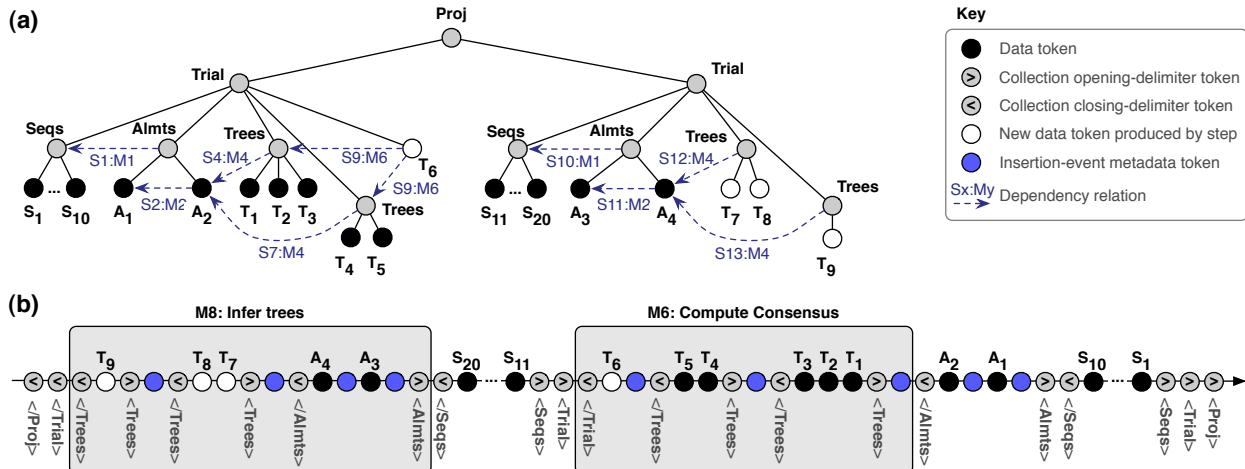 (a)
Proj
Key
Trial
Trial
Data token
Collection opening-delimiter token
Collection closing-delimiter token
New data token produced by step
Insertion-event metadata token
Sx:My
Dependency relation
Seqs
Almts
Trees
T6
Seqs
Almts
Trees
Trees
S1:M1
S4:M4
S9:M6
S9:M6
S10:M1
S12:M4
S2:M2
S11:M2
S1
...
S10
A1
A2
T1
T2
T3
Trees
S11
...
S20
A3
A4
T7
T8
S7:M4
S13:M4
T4
T5
T9
(b)
M8: Infer trees
M6: Compute Consensus
T9 T8 T7 A4 A3 S20 ... S11 T6 T5 T4 T3 T2 T1 A2 A1 S10 ... S1
> < > < > < > <
</Proj>
</Trial>
</Trees>
<Trees>
</Trees>
<Trees>
</Almts>
<Almts>
</Seqs>
<Seqs>
<Trial>
</Trial>
</Trees>
<Trees>
</Trees>
<Trees>
</Almts>
<Almts>
</Seqs>
<Seqs>
<Trial>
<Proj>